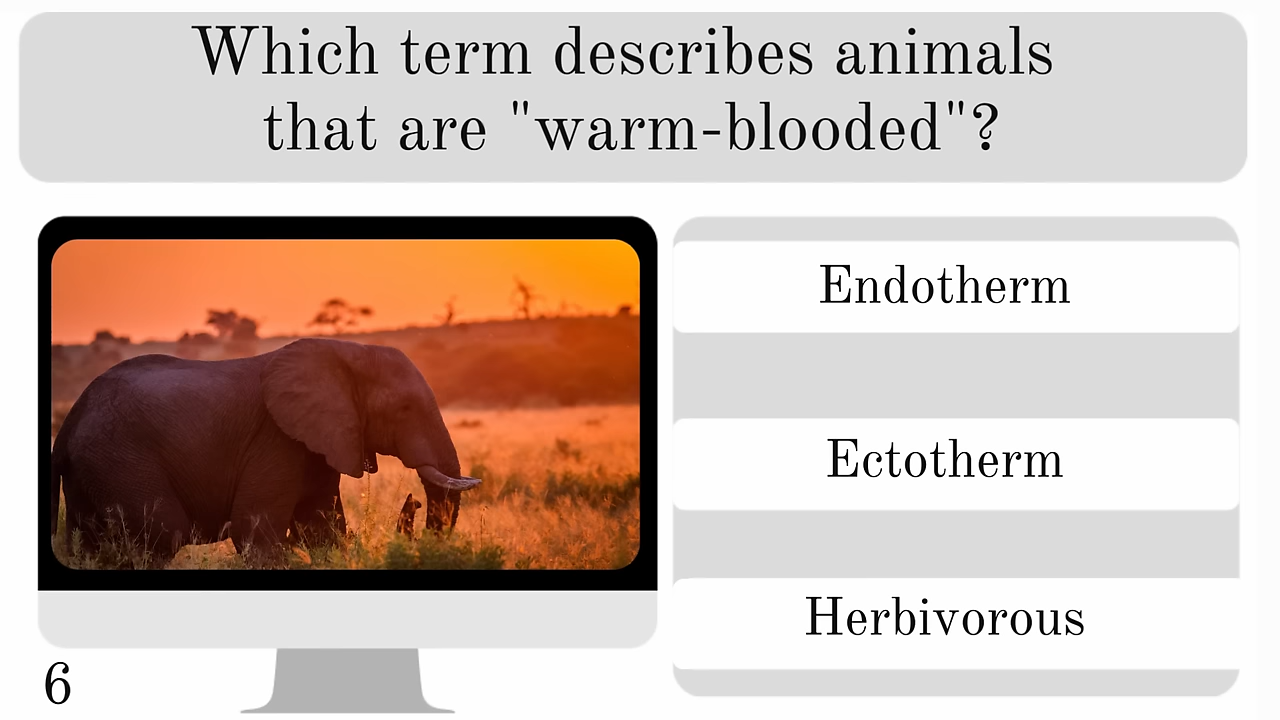 Which term describes animals
that are "warm-blooded"?
Endotherm
Ectotherm
Herbivorous
6